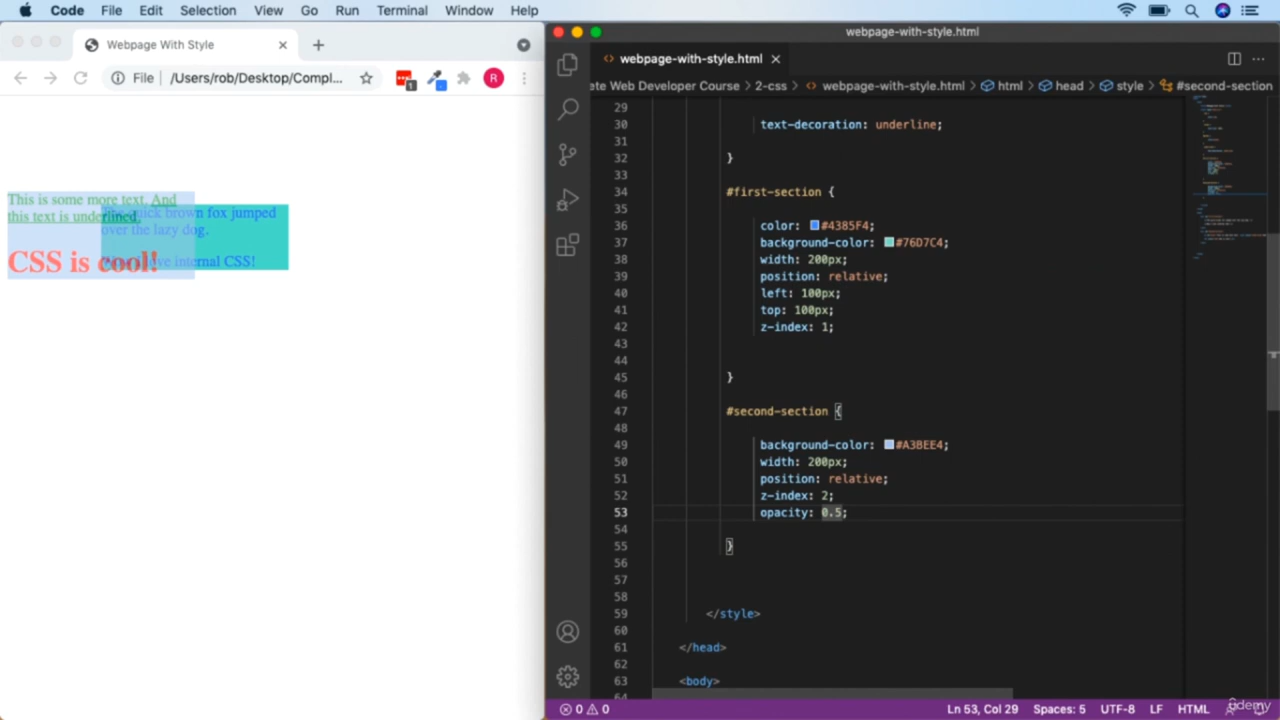 Code File Edit Selection View Go Run Terminal Window Help
Webpage With Style
File /Users/rob/Desktop/Compl...
1
R
This is some more text. And
this text is underlined.
quick brown fox jumped
over the lazy dog.
CSS is cool!
love internal CSS!
webpage-with-style.html
webpage-with-style.html
ete Web Developer Course > 2-css > webpage-with-style.html > html > head > style > #second-section
29
30 text-decoration: underline;
31
32 }
33
34 #first-section {
35
36 color: #4385F4;
37 background-color: #76D7C4;
38 width: 200px;
39 position: relative;
40 left: 100px;
41 top: 100px;
42 z-index: 1;
43
44
45 }
46
47 #second-section {
48
49 background-color: #A3BEE4;
50 width: 200px;
51 position: relative;
52 z-index: 2;
53 opacity: 0.5;
54
55 }
56
57
58
59 </style>
60
61 </head>
62
63 <body>
64
0 0 Ln 53, Col 29 Spaces: 5 UTF-8 LF HTML
udemy